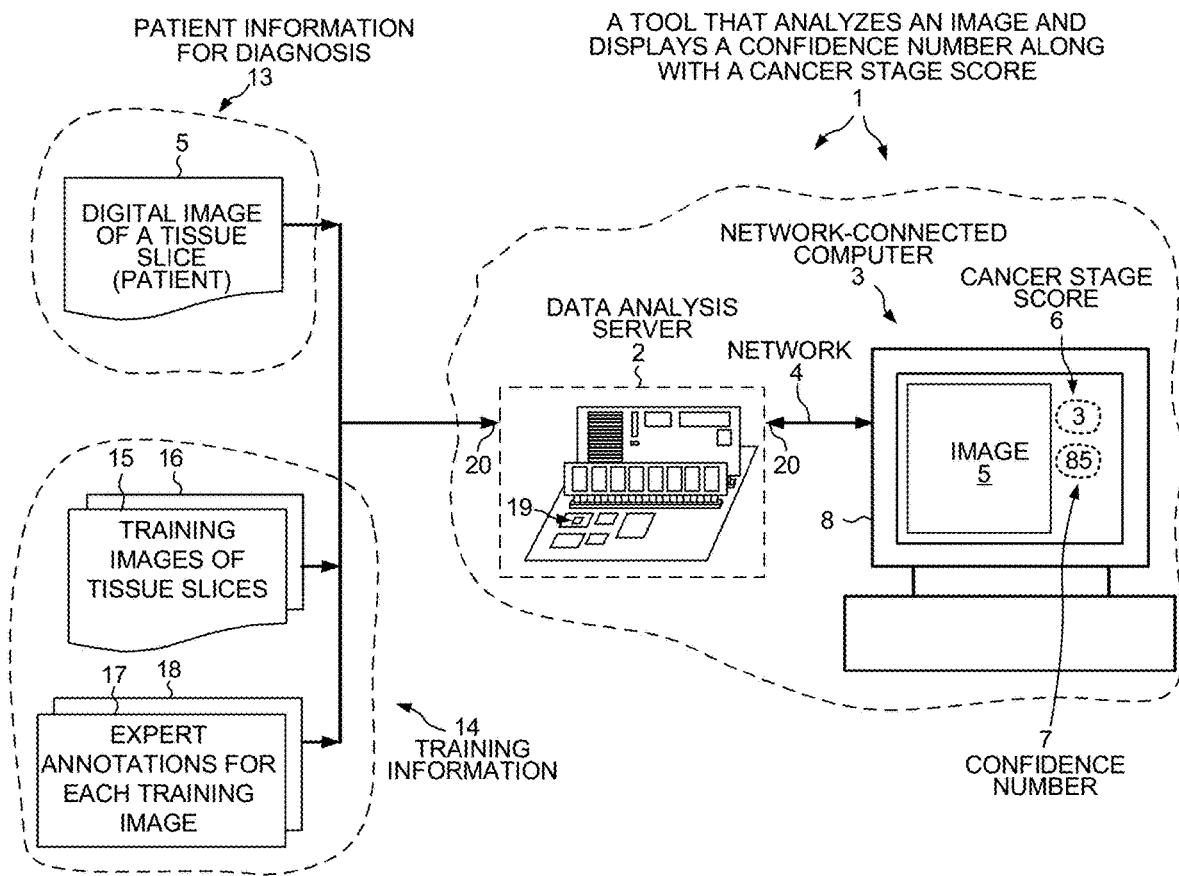 PATIENT INFORMATION
FOR DIAGNOSIS
13
5
DIGITAL IMAGE
OF A TISSUE
SLICE
(PATIENT)
15
16
TRAINING
IMAGES OF
TISSUE SLICES
17
18
EXPERT
ANNOTATIONS FOR
EACH TRAINING
IMAGE
14
TRAINING
INFORMATION
A TOOL THAT ANALYZES AN IMAGE AND
DISPLAYS A CONFIDENCE NUMBER ALONG
WITH A CANCER STAGE SCORE
1
NETWORK-CONNECTED
COMPUTER
3
CANCER STAGE
SCORE
6
DATA ANALYSIS
SERVER
2
NETWORK
4
20
20
19
8
IMAGE
5
3
85
7
CONFIDENCE
NUMBER